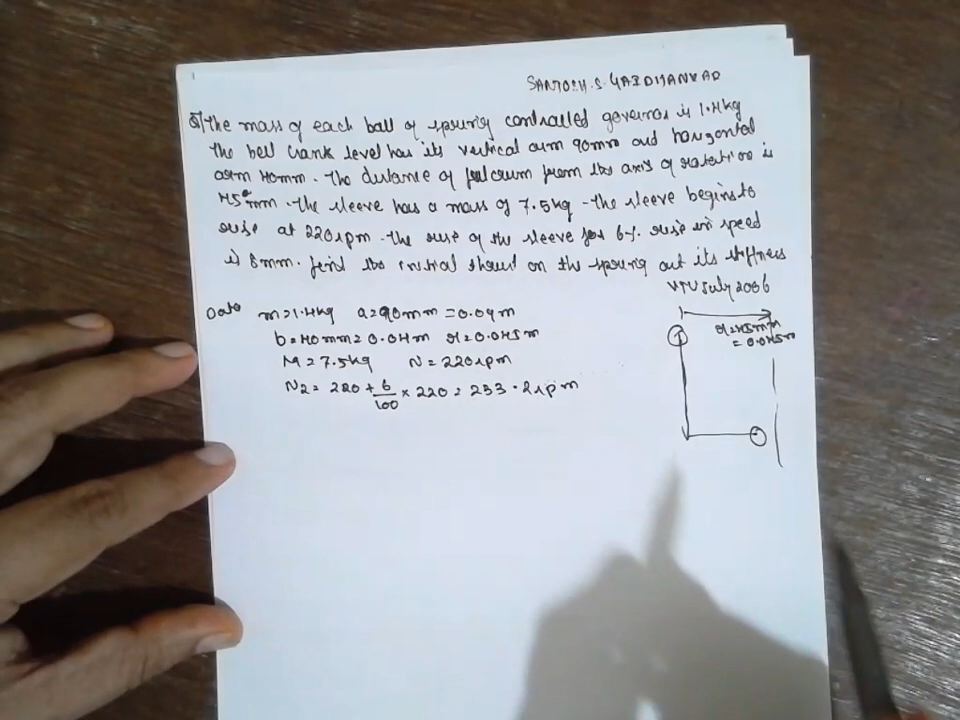 SANTOSH.S.GAIDHANKAR
Q) The mass of each ball of spring controlled governor is 1.4kg
The bell crank level has its vertical arm 90mm and horizontal
arm 40mm. The distance of fulcrum from the axis of rotation is
45mm. The sleeve has a mass of 7.5kg. The sleeve begins to
rise at 220rpm. The rise of the sleeve for 6% rise in speed
is 8mm. find the initial thrust on the spring out its stiffness
VTU July 2006
Data m=1.4kg a=90mm=0.09m
b=40mm=0.04m r=0.045m
M=7.5kg N=220rpm
N2= 220 + 6/100 × 220 = 233.2rpm
r=45mm
= 0.045m